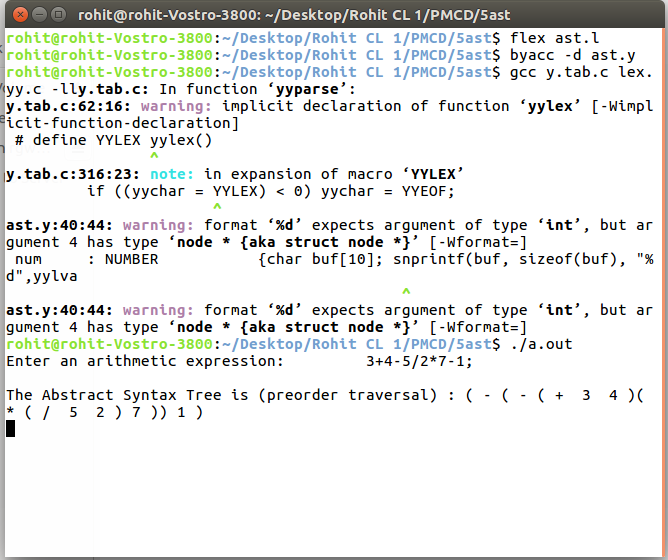 rohit@rohit-Vostro-3800: ~/Desktop/Rohit CL 1/PMCD/5ast
rohit@rohit-Vostro-3800:~/Desktop/Rohit CL 1/PMCD/5ast$ flex ast.l
rohit@rohit-Vostro-3800:~/Desktop/Rohit CL 1/PMCD/5ast$ byacc -d ast.y
rohit@rohit-Vostro-3800:~/Desktop/Rohit CL 1/PMCD/5ast$ gcc y.tab.c lex.
yy.c -lly.tab.c: In function ‘yyparse’:
y.tab.c:62:16: warning: implicit declaration of function ‘yylex’ [-Wimpl
icit-function-declaration]
 # define YYLEX yylex()
                ^
y.tab.c:316:23: note: in expansion of macro ‘YYLEX’
         if ((yychar = YYLEX) < 0) yychar = YYEOF;
                       ^
ast.y:40:44: warning: format ‘%d’ expects argument of type ‘int’, but ar
gument 4 has type ‘node * {aka struct node *}’ [-Wformat=]
 num     : NUMBER            {char buf[10]; snprintf(buf, sizeof(buf), "%
d",yylva
                                            ^
ast.y:40:44: warning: format ‘%d’ expects argument of type ‘int’, but ar
gument 4 has type ‘node * {aka struct node *}’ [-Wformat=]
rohit@rohit-Vostro-3800:~/Desktop/Rohit CL 1/PMCD/5ast$ ./a.out
Enter an arithmetic expression:          3+4-5/2*7-1;
The Abstract Syntax Tree is (preorder traversal) : ( - ( - ( +  3  4 )(
* ( /  5  2 ) 7 )) 1 )